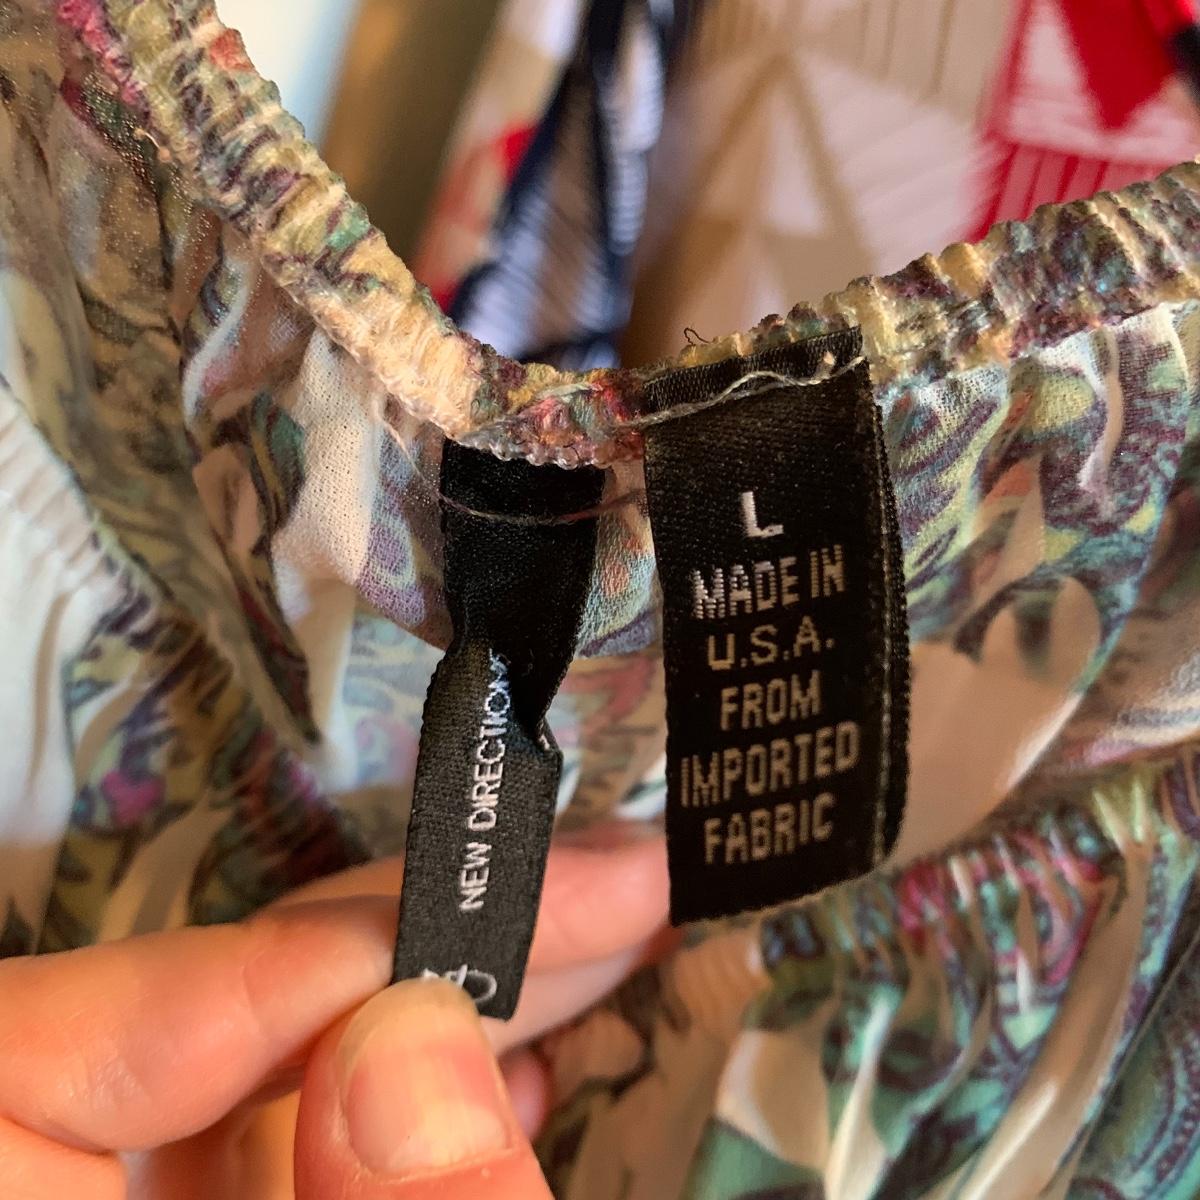 NEW DIRECTIONS
L
MADE IN
U.S.A.
FROM
IMPORTED
FABRIC